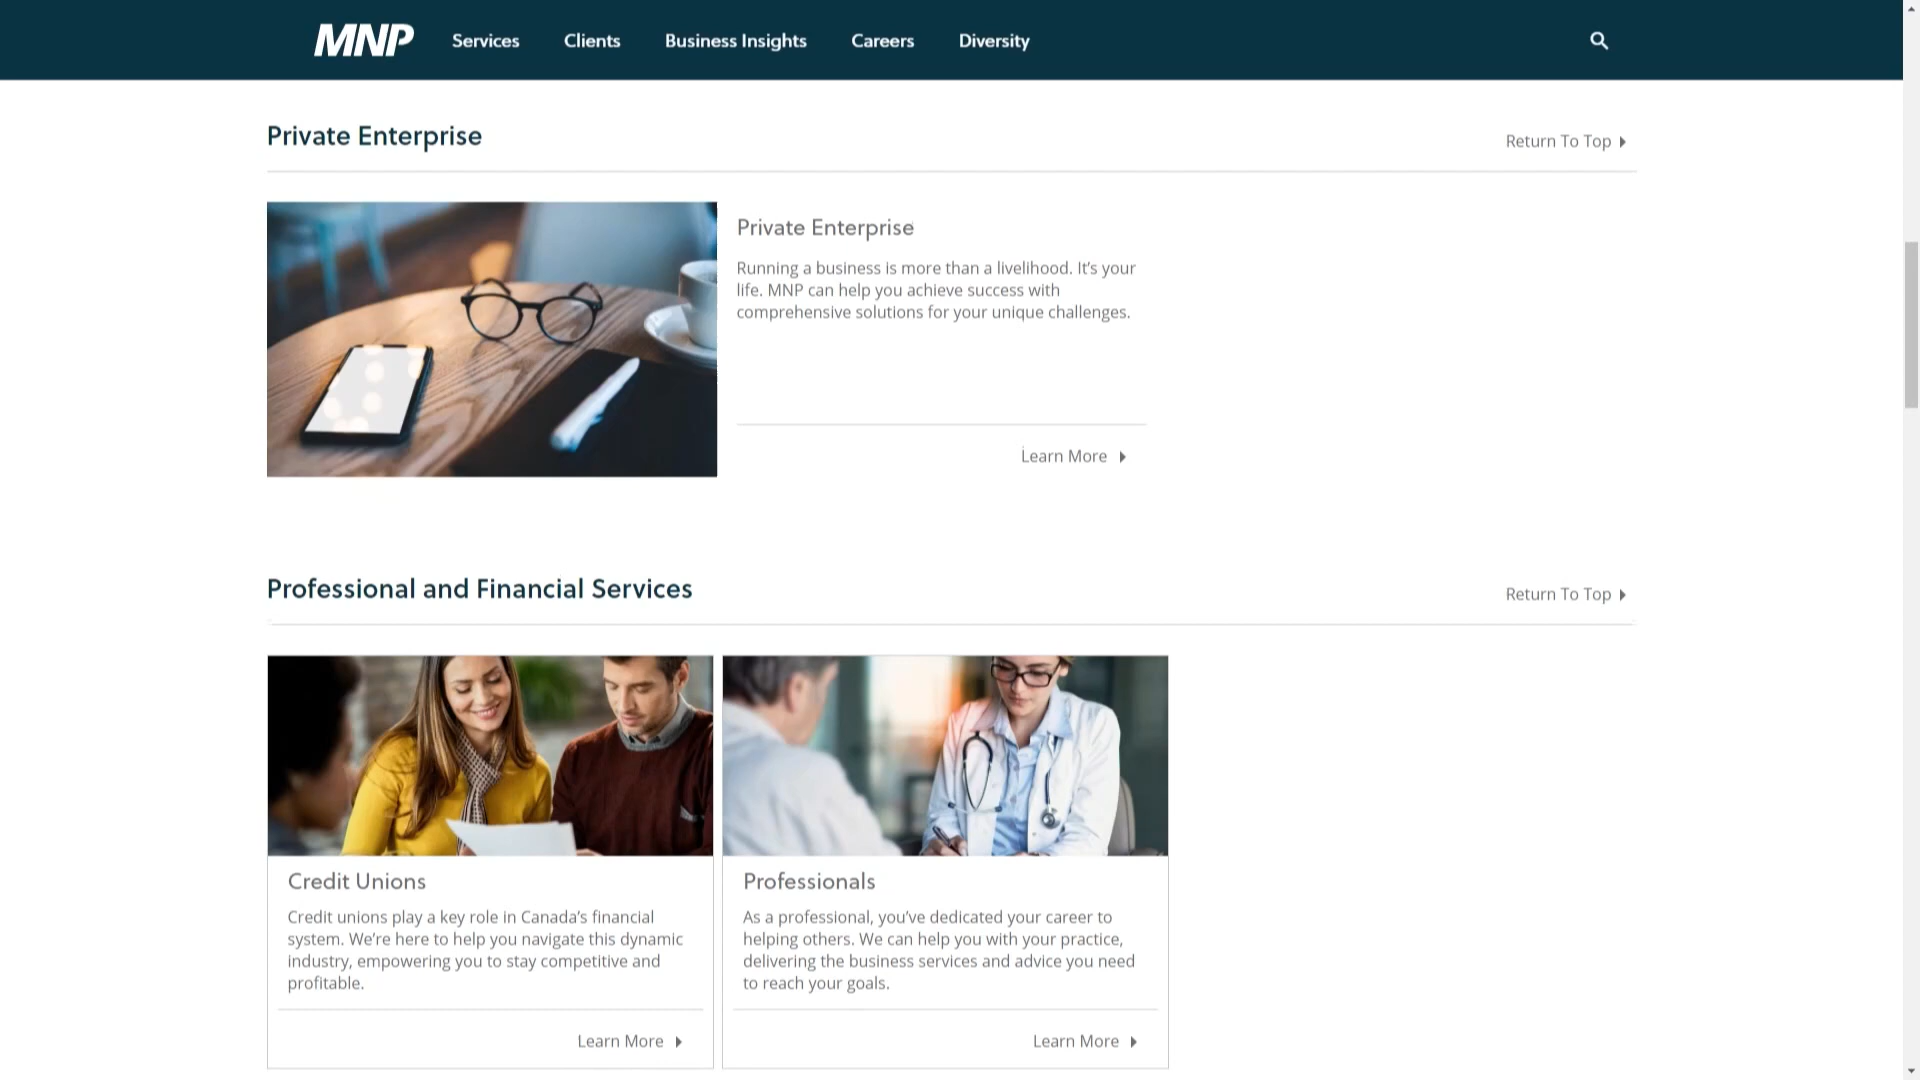 MNP
Services
Clients
Business Insights
Careers
Diversity
Private Enterprise
Return To Top
Private Enterprise
Running a business is more than a livelihood. It's your
life. MNP can help you achieve success with
comprehensive solutions for your unique challenges.
Learn More
Professional and Financial Services
Return To Top
Credit Unions
Credit unions play a key role in Canada's financial
system. We're here to help you navigate this dynamic
industry, empowering you to stay competitive and
profitable.
Learn More
Professionals
As a professional, you've dedicated your career to
helping others. We can help you with your practice,
delivering the business services and advice you need
to reach your goals.
Learn More